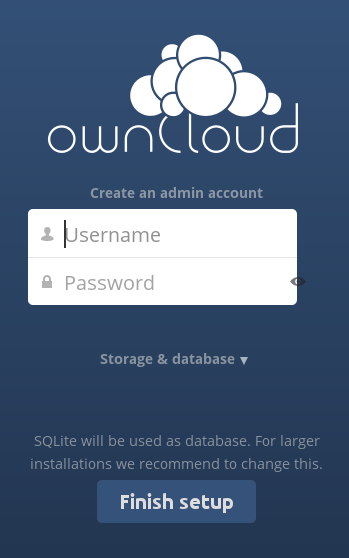 ownCloud
Create an admin account
Username
Password
Storage & database ▼
SQLite will be used as database. For larger
installations we recommend to change this.
Finish setup